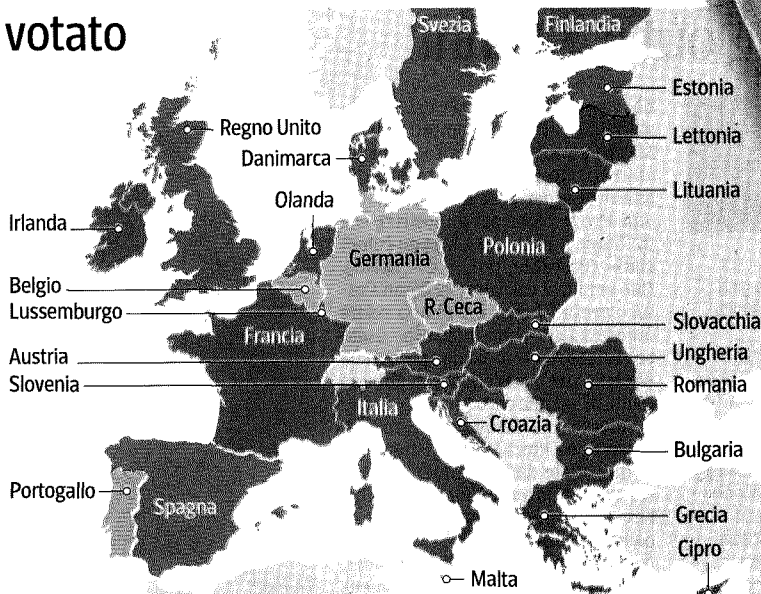 votato
Svezia
Finlandia
Estonia
Regno Unito
Lettonia
Danimarca
Lituania
Olanda
Irlanda
Germania
Polonia
Belgio
R. Ceca
Lussemburgo
Slovacchia
Francia
Ungheria
Austria
Slovenia
Romania
Italia
Croazia
Bulgaria
Portogallo
Spagna
Grecia
Cipro
Malta